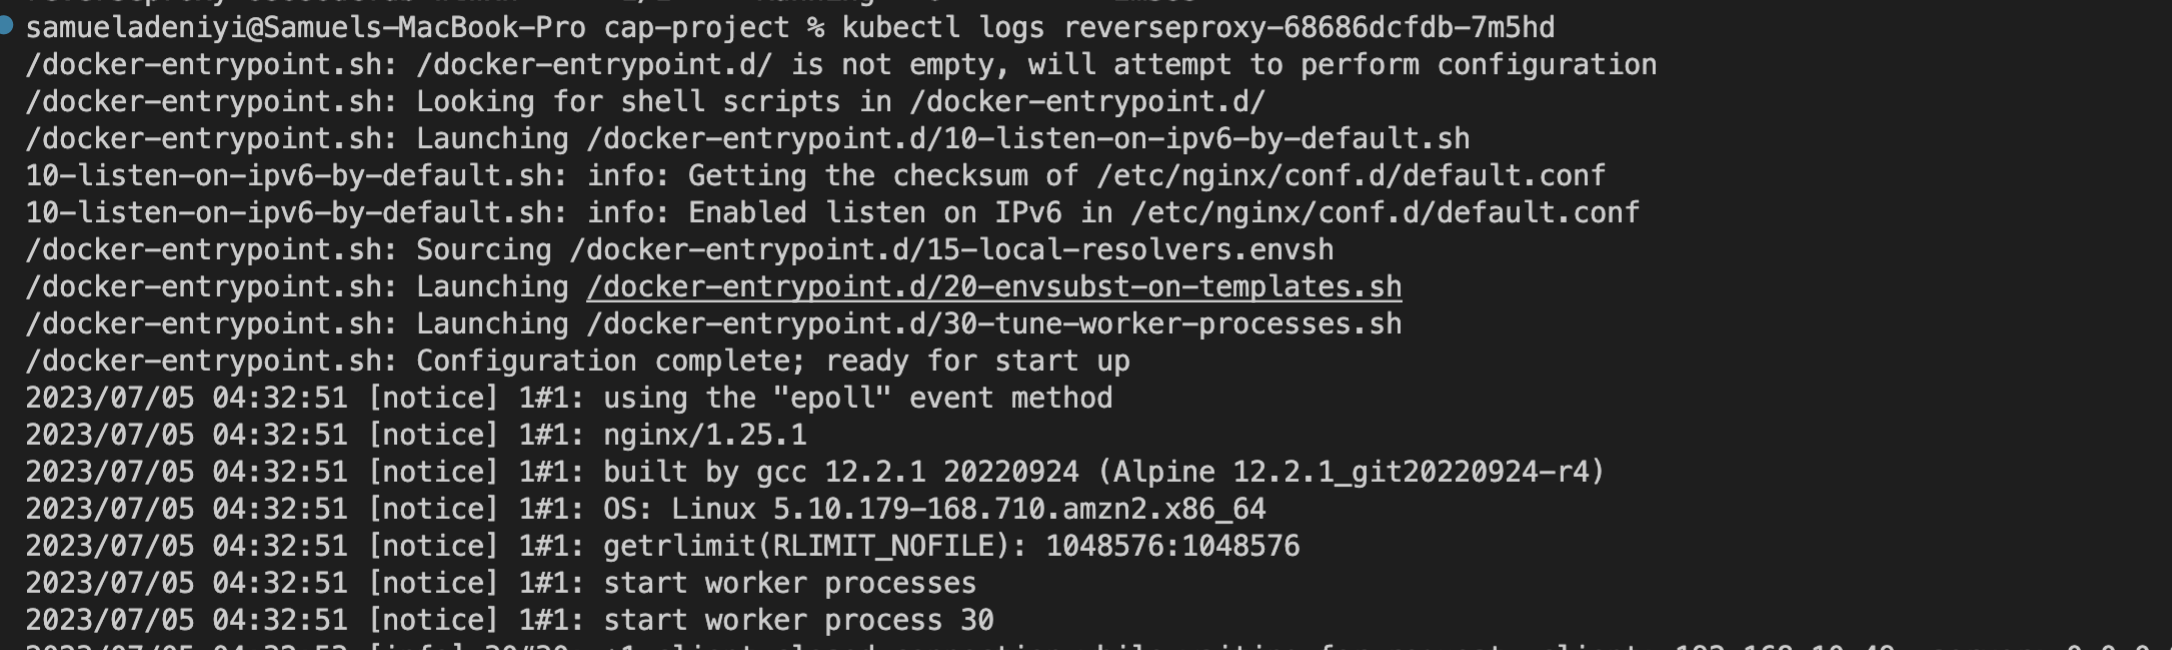 samueladeniyi@Samuels-MacBook-Pro cap-project % kubectl logs reverseproxy-68686dcfdb-7m5hd
/docker-entrypoint.sh: /docker-entrypoint.d/ is not empty, will attempt to perform configuration
/docker-entrypoint.sh: Looking for shell scripts in /docker-entrypoint.d/
/docker-entrypoint.sh: Launching /docker-entrypoint.d/10-listen-on-ipv6-by-default.sh
10-listen-on-ipv6-by-default.sh: info: Getting the checksum of /etc/nginx/conf.d/default.conf
10-listen-on-ipv6-by-default.sh: info: Enabled listen on IPv6 in /etc/nginx/conf.d/default.conf
/docker-entrypoint.sh: Sourcing /docker-entrypoint.d/15-local-resolvers.envsh
/docker-entrypoint.sh: Launching /docker-entrypoint.d/20-envsubst-on-templates.sh
/docker-entrypoint.sh: Launching /docker-entrypoint.d/30-tune-worker-processes.sh
/docker-entrypoint.sh: Configuration complete; ready for start up
2023/07/05 04:32:51 [notice] 1#1: using the "epoll" event method
2023/07/05 04:32:51 [notice] 1#1: nginx/1.25.1
2023/07/05 04:32:51 [notice] 1#1: built by gcc 12.2.1 20220924 (Alpine 12.2.1_git20220924-r4)
2023/07/05 04:32:51 [notice] 1#1: OS: Linux 5.10.179-168.710.amzn2.x86_64
2023/07/05 04:32:51 [notice] 1#1: getrlimit(RLIMIT_NOFILE): 1048576:1048576
2023/07/05 04:32:51 [notice] 1#1: start worker processes
2023/07/05 04:32:51 [notice] 1#1: start worker process 30